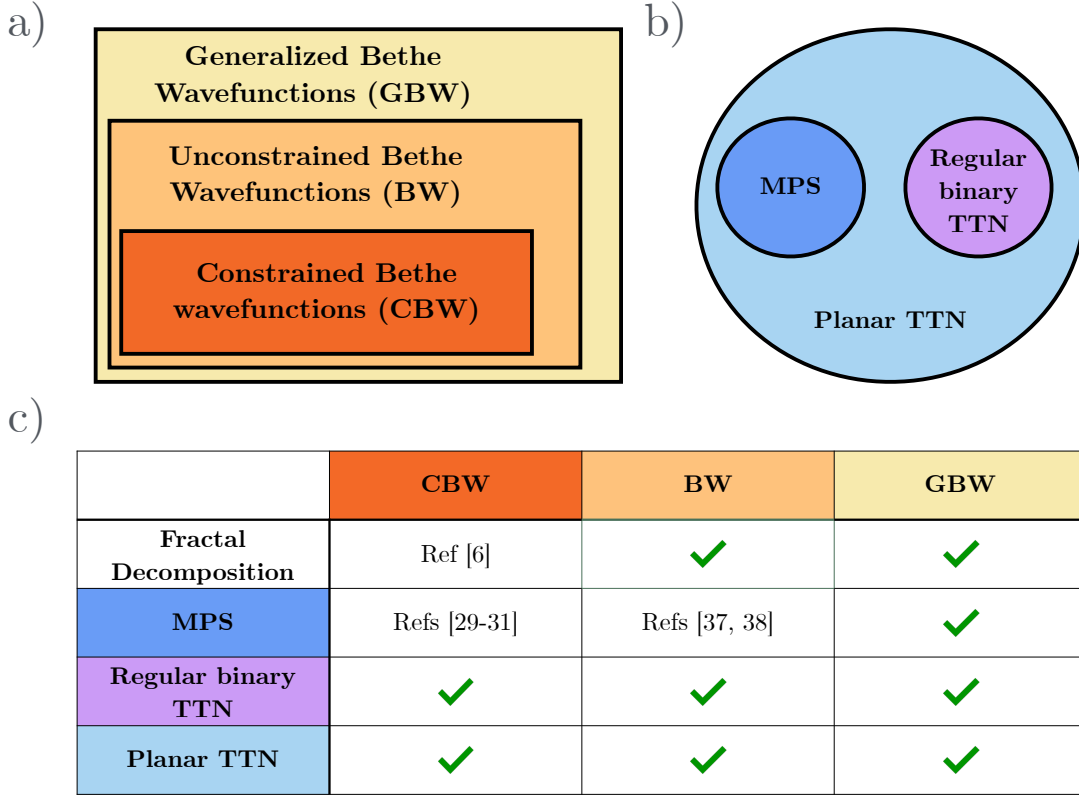 a)
Generalized Bethe
Wavefunctions (GBW)
Unconstrained Bethe
Wavefunctions (BW)
Constrained Bethe
wavefunctions (CBW)
b)
MPS
Regular
binary
TTN
Planar TTN
c)
CBW BW GBW
Fractal
Decomposition
Ref [6]
MPS Refs [29-31] Refs [37, 38]
Regular binary
TTN
Planar TTN